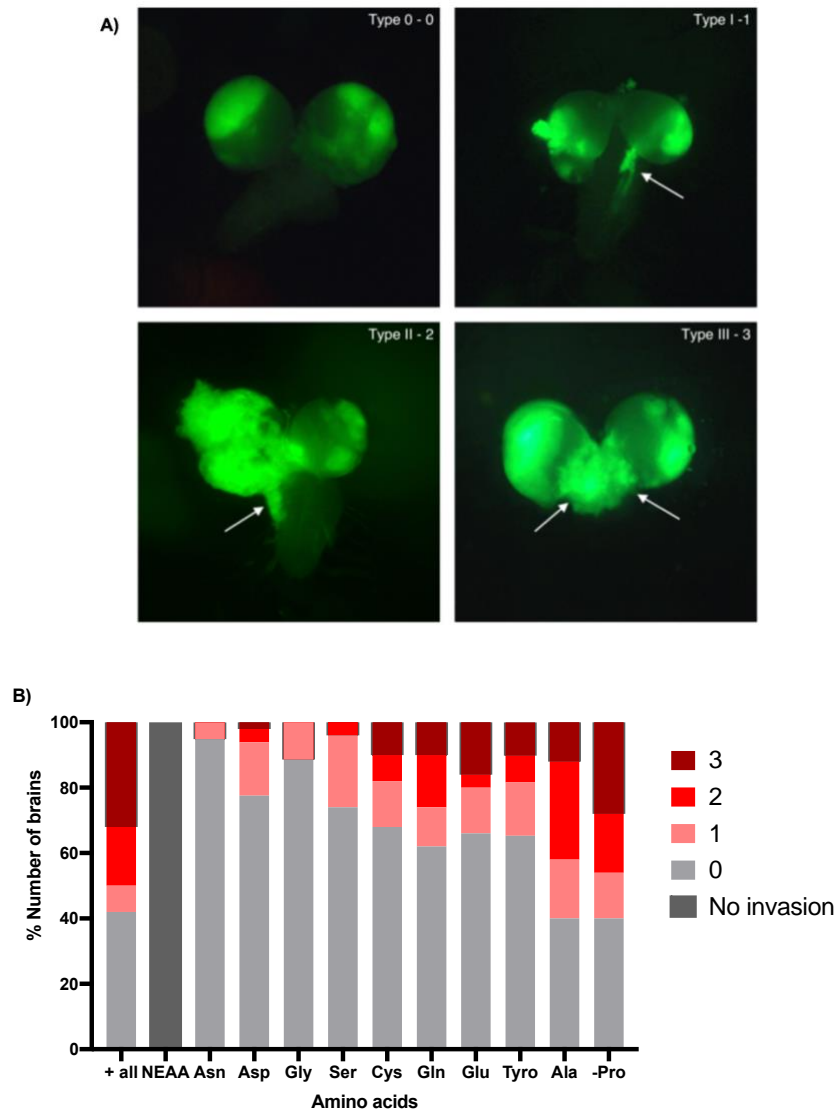 A)
Type 0 - 0
Type I -1
Type II - 2
Type III - 3
B)
% Number of brains
100
80
60
40
20
0
+ all NEAA Asn Asp Gly Ser Cys Gln Glu Tyro Ala -Pro
Amino acids
3
2
1
0
No invasion